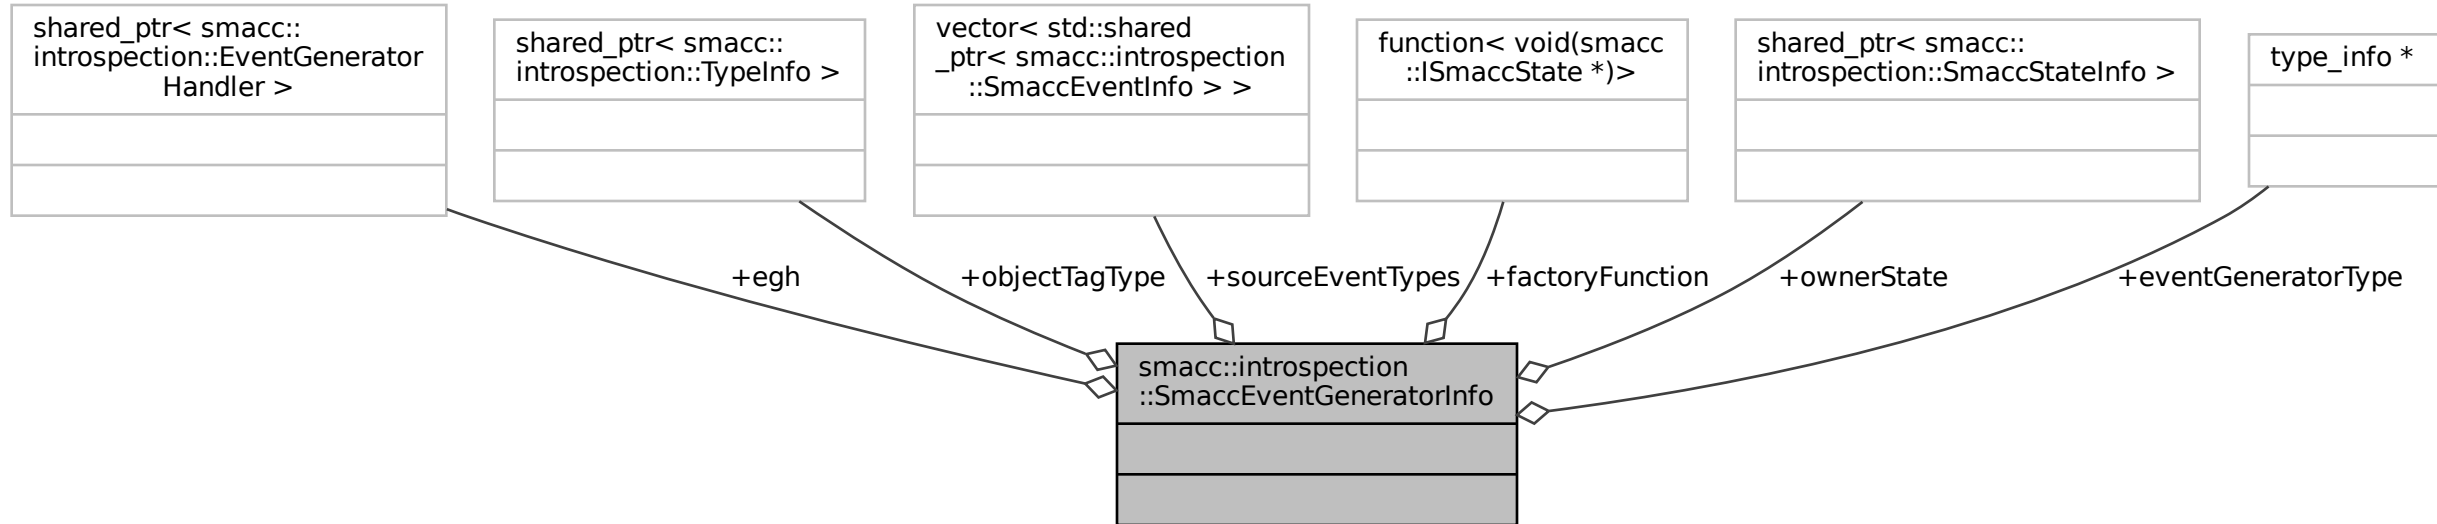 shared_ptr< smacc::
introspection::EventGenerator
Handler >
shared_ptr< smacc::
introspection::TypeInfo >
vector< std::shared
_ptr< smacc::introspection
::SmaccEventInfo > >
function< void(smacc
::ISmaccState *)>
shared_ptr< smacc::
introspection::SmaccStateInfo >
type_info *
+egh
+objectTagType
+sourceEventTypes
+factoryFunction
+ownerState
+eventGeneratorType
smacc::introspection
::SmaccEventGeneratorInfo